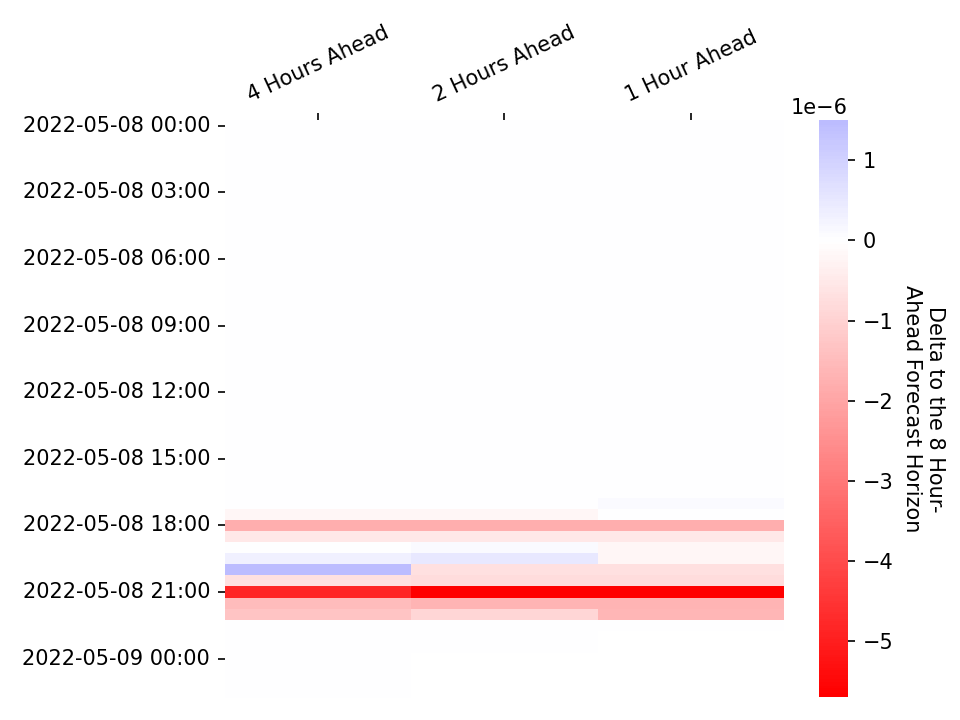 4 Hours Ahead
2 Hours Ahead
1 Hour Ahead
1e−6
2022-05-08 00:00
2022-05-08 03:00
2022-05-08 06:00
2022-05-08 09:00
2022-05-08 12:00
2022-05-08 15:00
2022-05-08 18:00
2022-05-08 21:00
2022-05-09 00:00
1
0
−1
−2
−3
−4
−5
Delta to the 8 Hour-
Ahead Forecast Horizon